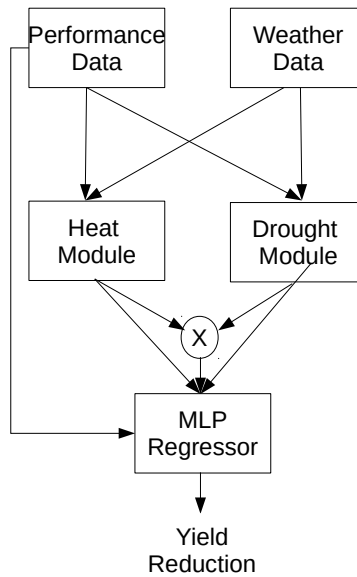 Performance
Data
Weather
Data
Heat
Module
Drought
Module
X
MLP
Regressor
Yield
Reduction